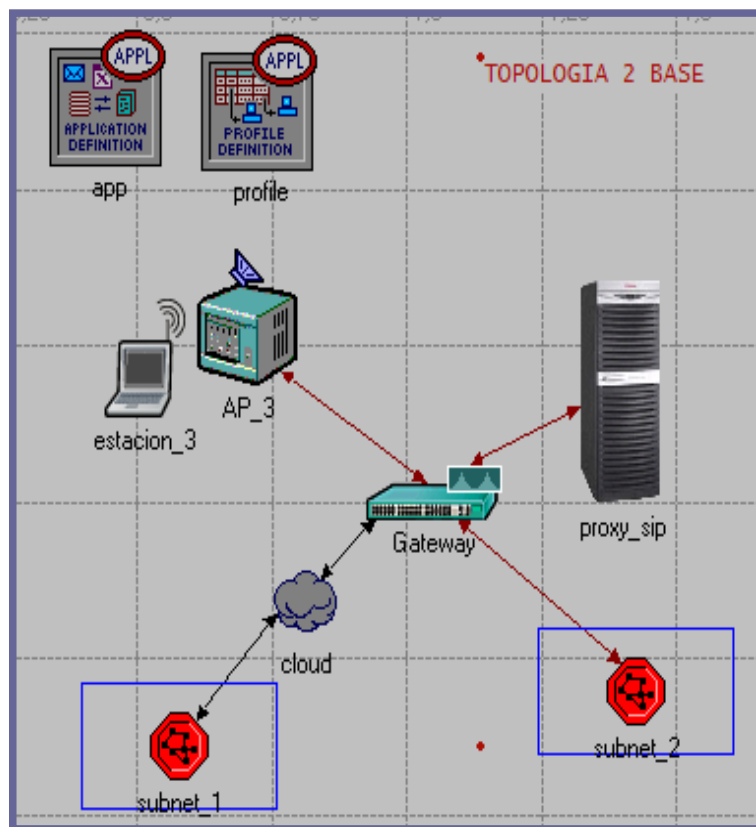 TOPOLOGIA 2 BASE
APPL
APPLICATION
DEFINITION
app
APPL
PROFILE
DEFINITION
profile
AP_3
estacion_3
Gateway
proxy_sip
cloud
subnet_2
subnet_1